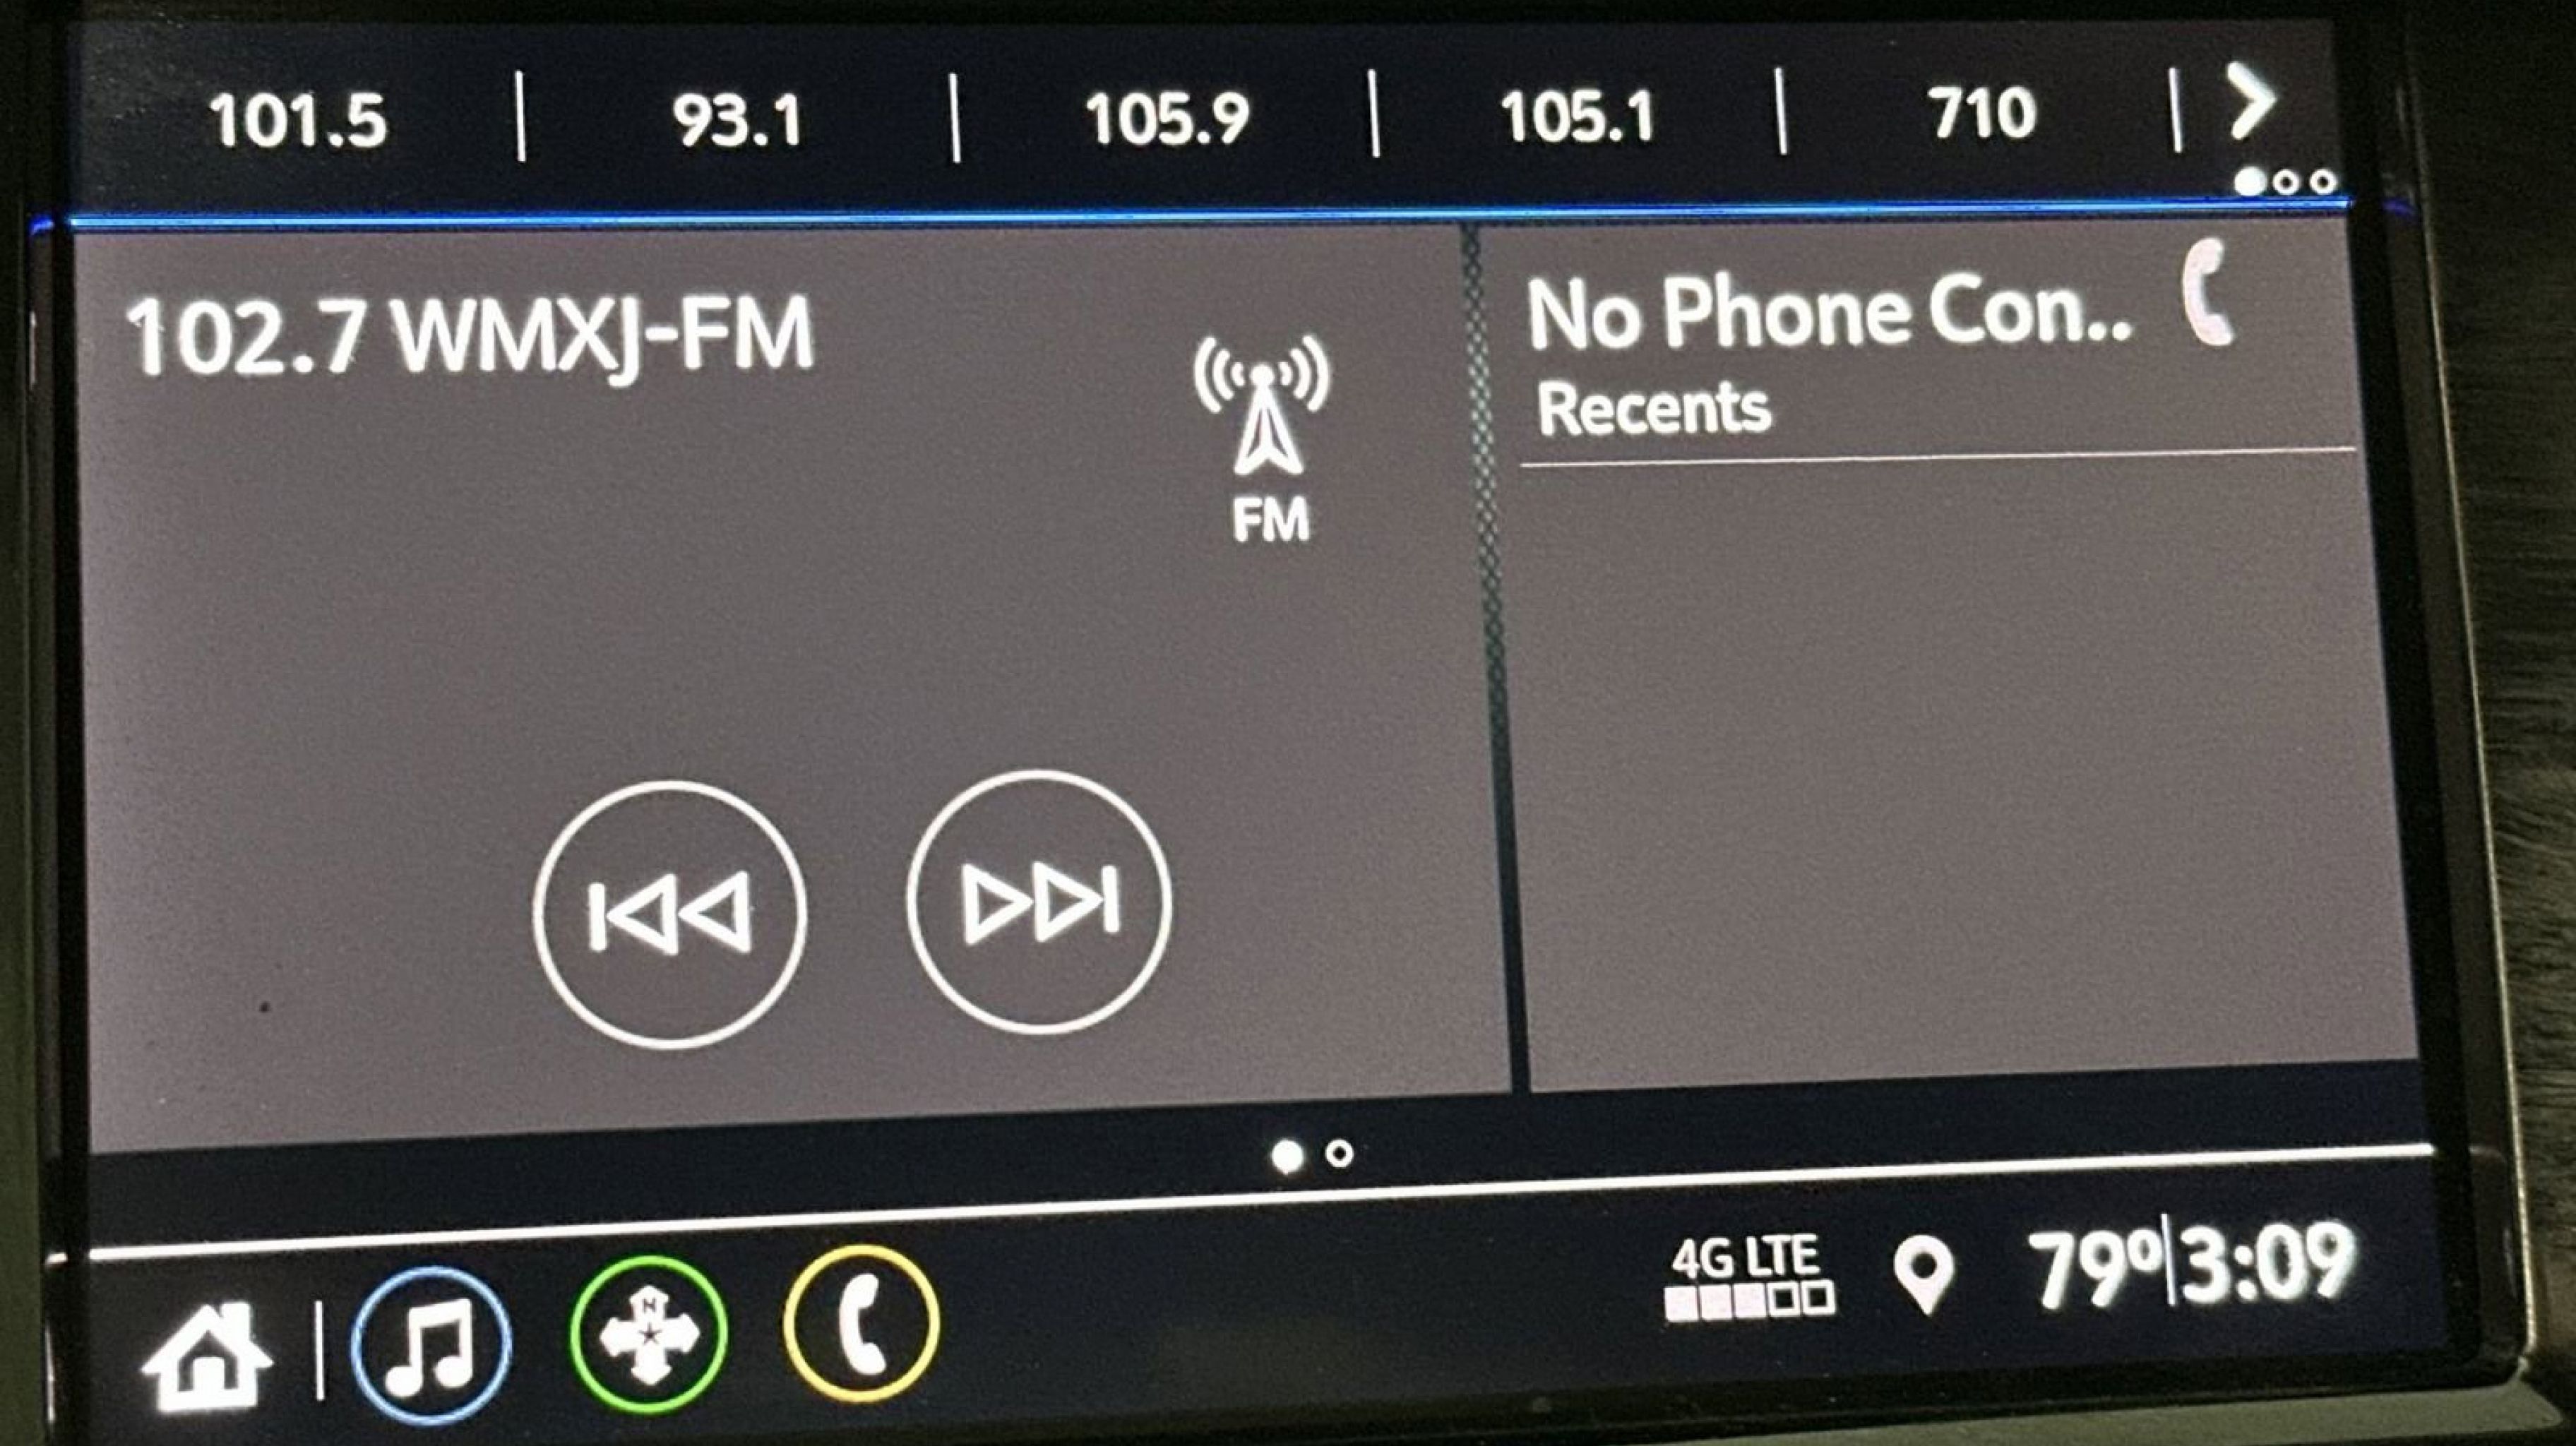 101.5 | 93.1 | 105.9 | 105.1 | 710 |
102.7 WMXJ-FM
FM
No Phone Con..
Recents
N
4G LTE
79° 3:09